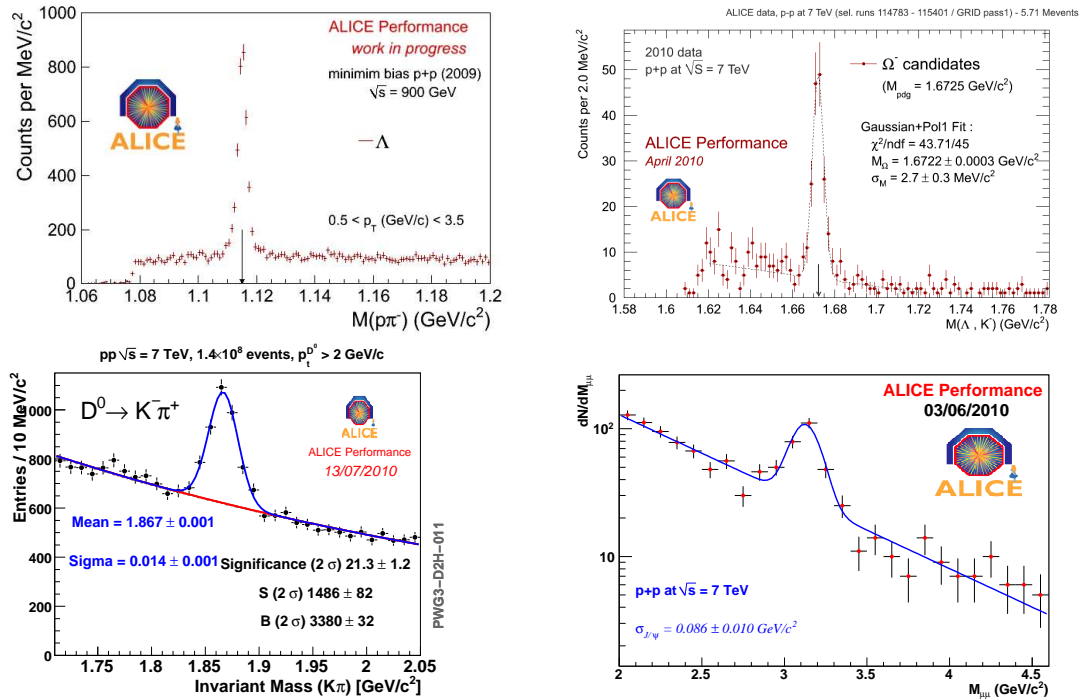 ALICE Performance
work in progress
minimim bias p+p (2009)
√s = 900 GeV
Λ
0.5 < p_T (GeV/c) < 3.5
ALICE
Counts per MeV/c²
1000
800
600
400
200
0
1.06 1.08 1.1 1.12 1.14 1.16 1.18 1.2
M(pπ⁻) (GeV/c²)
ALICE data, p-p at 7 TeV (sel. runs 114783 - 115401 / GRID pass1) - 5.71 Mevents
2010 data
p+p at √S = 7 TeV
Ω⁻ candidates
(M_pdg = 1.6725 GeV/c²)
Gaussian+Pol1 Fit :
χ²/ndf = 43.71/45
M_Ω = 1.6722 ± 0.0003 GeV/c²
σ_M = 2.7 ± 0.3 MeV/c²
ALICE Performance
April 2010
ALICE
Counts per 2.0 MeV/c²
50
40
30
20
10
0
1.58 1.6 1.62 1.64 1.66 1.68 1.7 1.72 1.74 1.76 1.78
M(Λ , K⁻) (GeV/c²)
pp √s = 7 TeV, 1.4×10⁸ events, p_t^D⁰ > 2 GeV/c
D⁰→ K⁻π⁺
ALICE
ALICE Performance
13/07/2010
Mean = 1.867 ± 0.001
Sigma = 0.014 ± 0.001
Significance (2 σ) 21.3 ± 1.2
S (2 σ) 1486 ± 82
B (2 σ) 3380 ± 32
PWG3-D2H-011
Entries / 10 MeV/c²
1000
800
600
400
200
0
1.75 1.8 1.85 1.9 1.95 2 2.05
Invariant Mass (Kπ) [GeV/c²]
ALICE Performance
03/06/2010
ALICE
p+p at √s = 7 TeV
σ_J/ψ = 0.086 ± 0.010 GeV/c²
dN/dM_μμ
10²
10
2 2.5 3 3.5 4 4.5
M_μμ (GeV/c²)